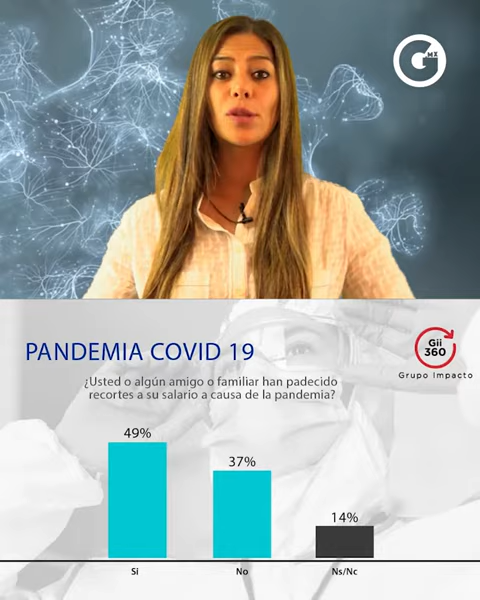 G MX
PANDEMIA COVID 19
Gii
360
Grupo Impacto
¿Usted o algún amigo o familiar han padecido
recortes a su salario a causa de la pandemia?
49%
37%
14%
Si
No
Ns/Nc